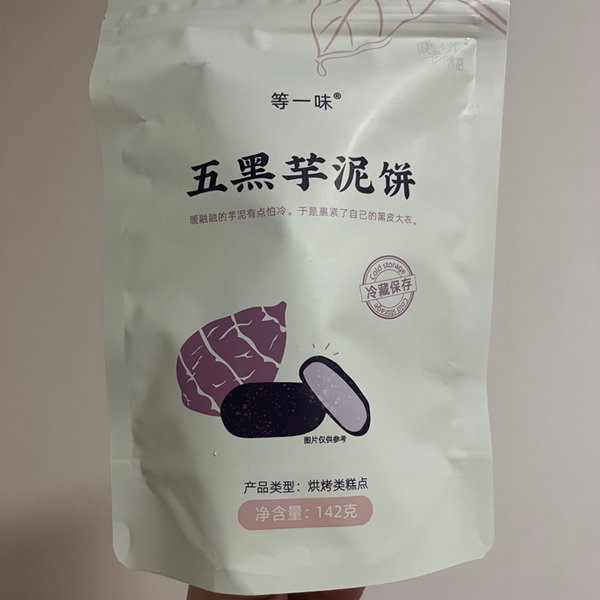 等一味®
五黑芋泥饼
暖融融的芋泥有点怕冷。于是裹紧了自己的黑皮大衣。
Cold storage
冷藏保存
Cold storage
图片仅供参考
产品类型：烘烤类糕点
净含量：142克